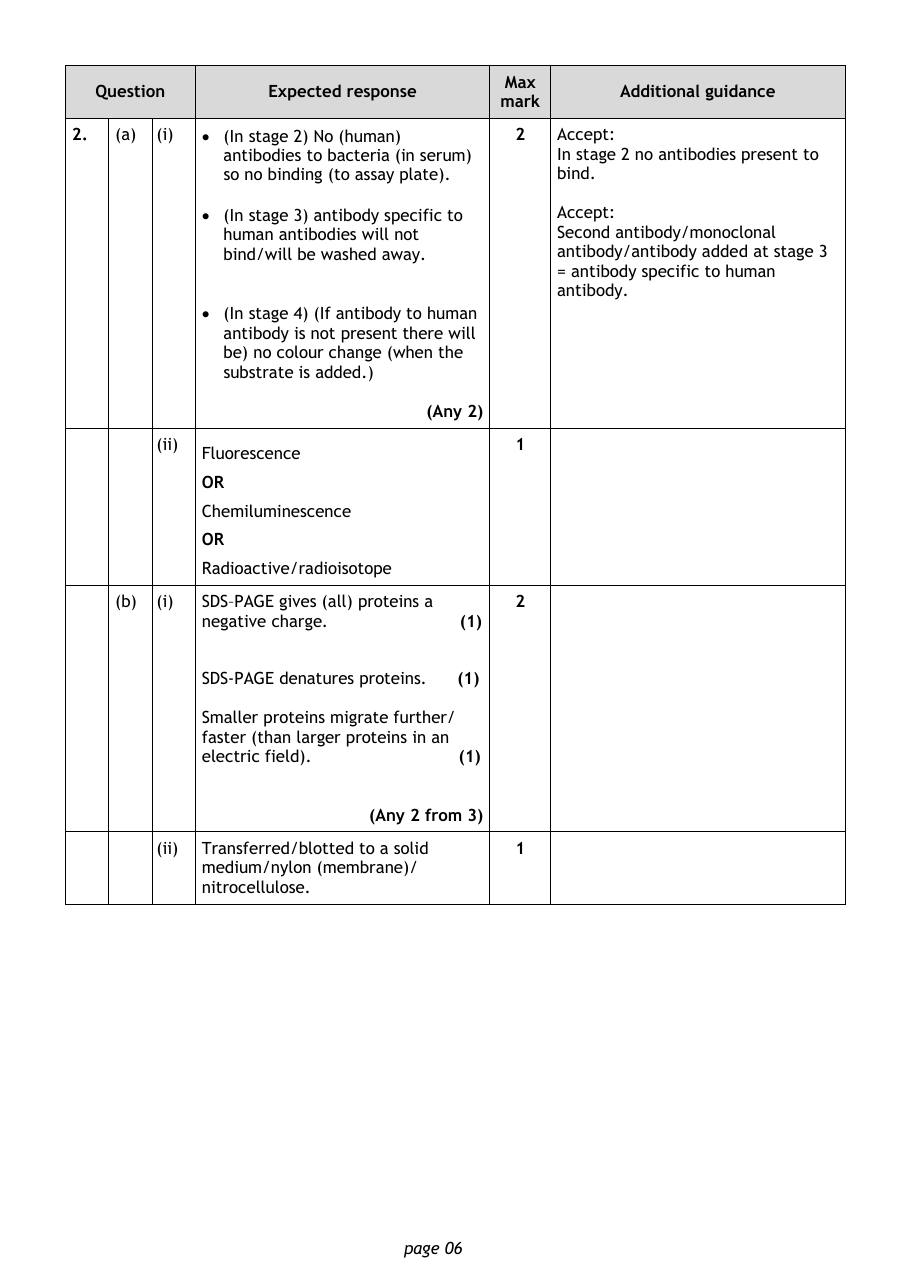 Question Expected response Max mark Additional guidance
2. (a) (i) • (In stage 2) No (human) 2 Accept:
antibodies to bacteria (in serum) In stage 2 no antibodies present to
so no binding (to assay plate). bind.
• (In stage 3) antibody specific to Accept:
human antibodies will not Second antibody/monoclonal
bind/will be washed away. antibody/antibody added at stage 3
= antibody specific to human
antibody.
• (In stage 4) (If antibody to human
antibody is not present there will
be) no colour change (when the
substrate is added.)
(Any 2)
(ii) Fluorescence 1
OR
Chemiluminescence
OR
Radioactive/radioisotope
(b) (i) SDS-PAGE gives (all) proteins a 2
negative charge. (1)
SDS-PAGE denatures proteins. (1)
Smaller proteins migrate further/
faster (than larger proteins in an
electric field). (1)
(Any 2 from 3)
(ii) Transferred/blotted to a solid 1
medium/nylon (membrane)/
nitrocellulose.
page 06